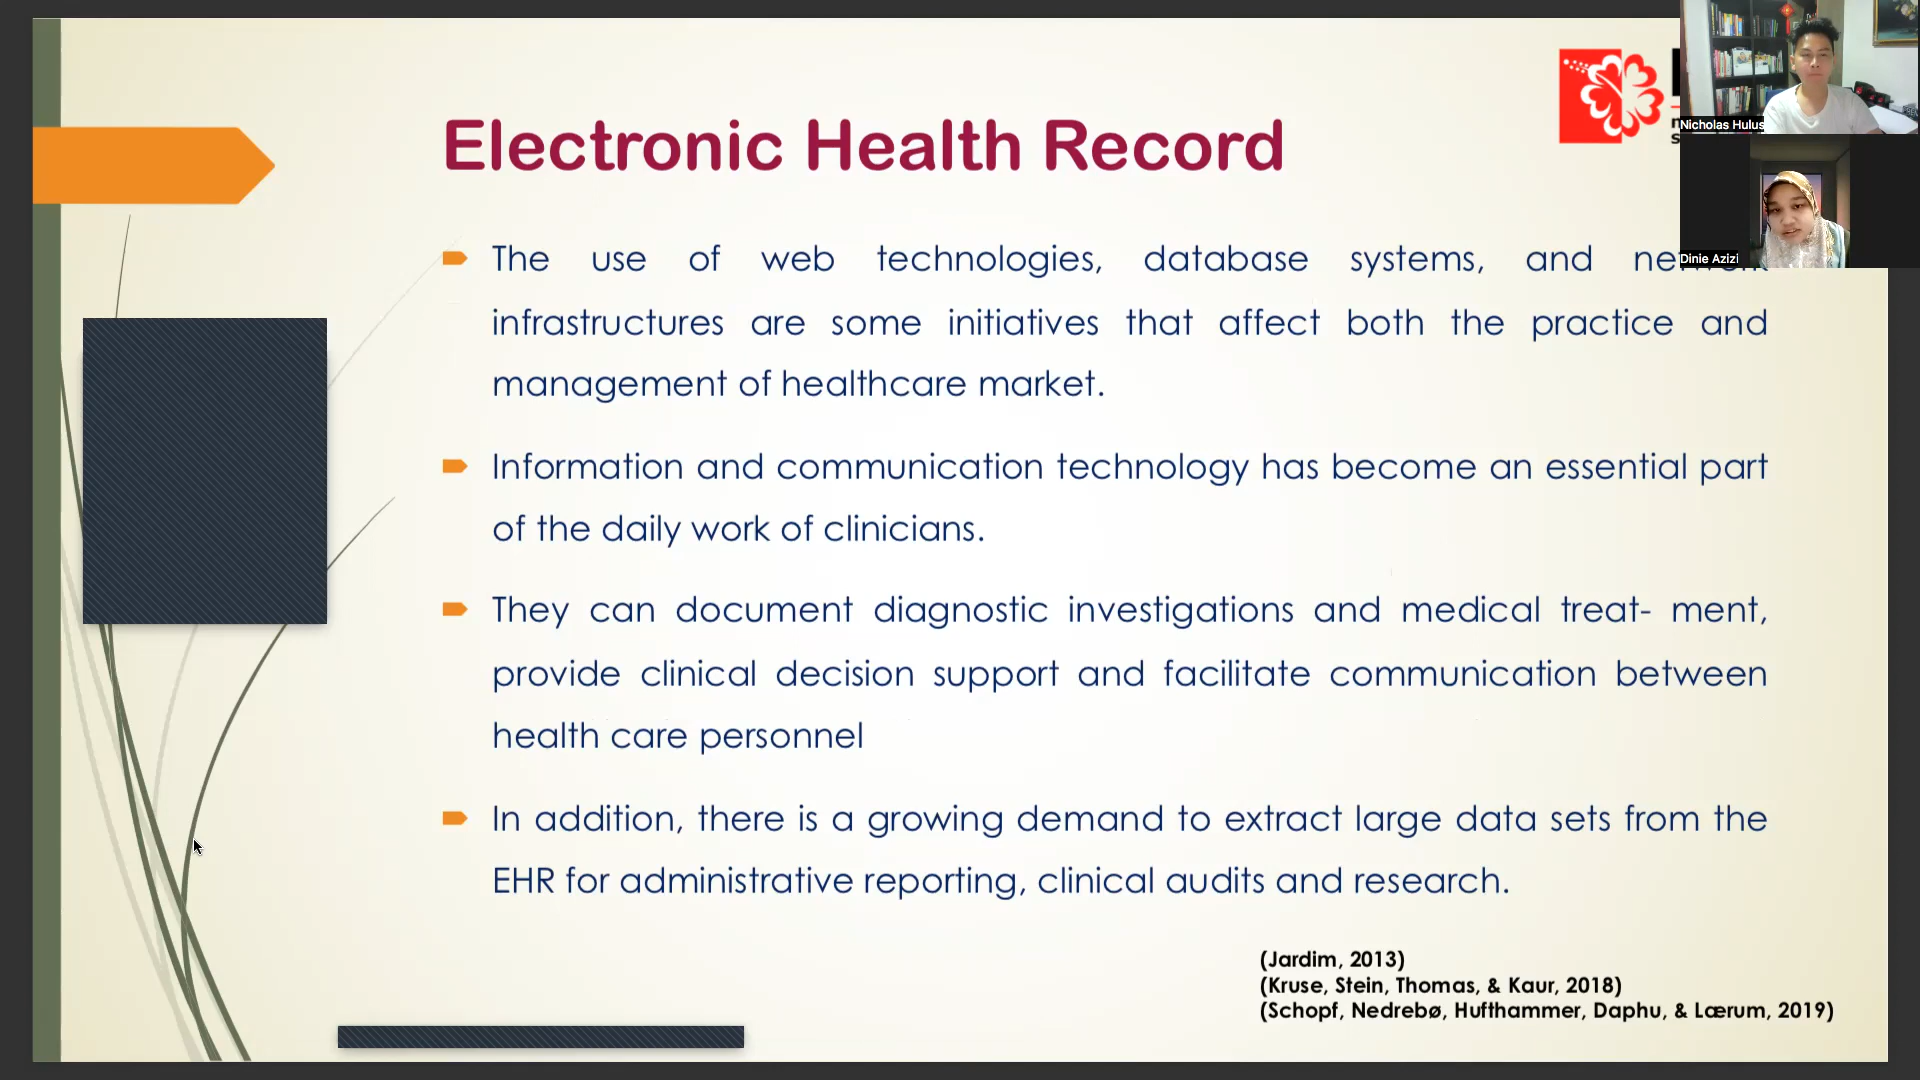 Electronic Health Record
The use of web technologies, database systems, and network
infrastructures are some initiatives that affect both the practice and
management of healthcare market.
Information and communication technology has become an essential part
of the daily work of clinicians.
They can document diagnostic investigations and medical treat- ment,
provide clinical decision support and facilitate communication between
health care personnel
In addition, there is a growing demand to extract large data sets from the
EHR for administrative reporting, clinical audits and research.
(Jardim, 2013)
(Kruse, Stein, Thomas, & Kaur, 2018)
(Schopf, Nedrebø, Hufthammer, Daphu, & Lærum, 2019)
Nicholas Hulus
Dinie Azizi